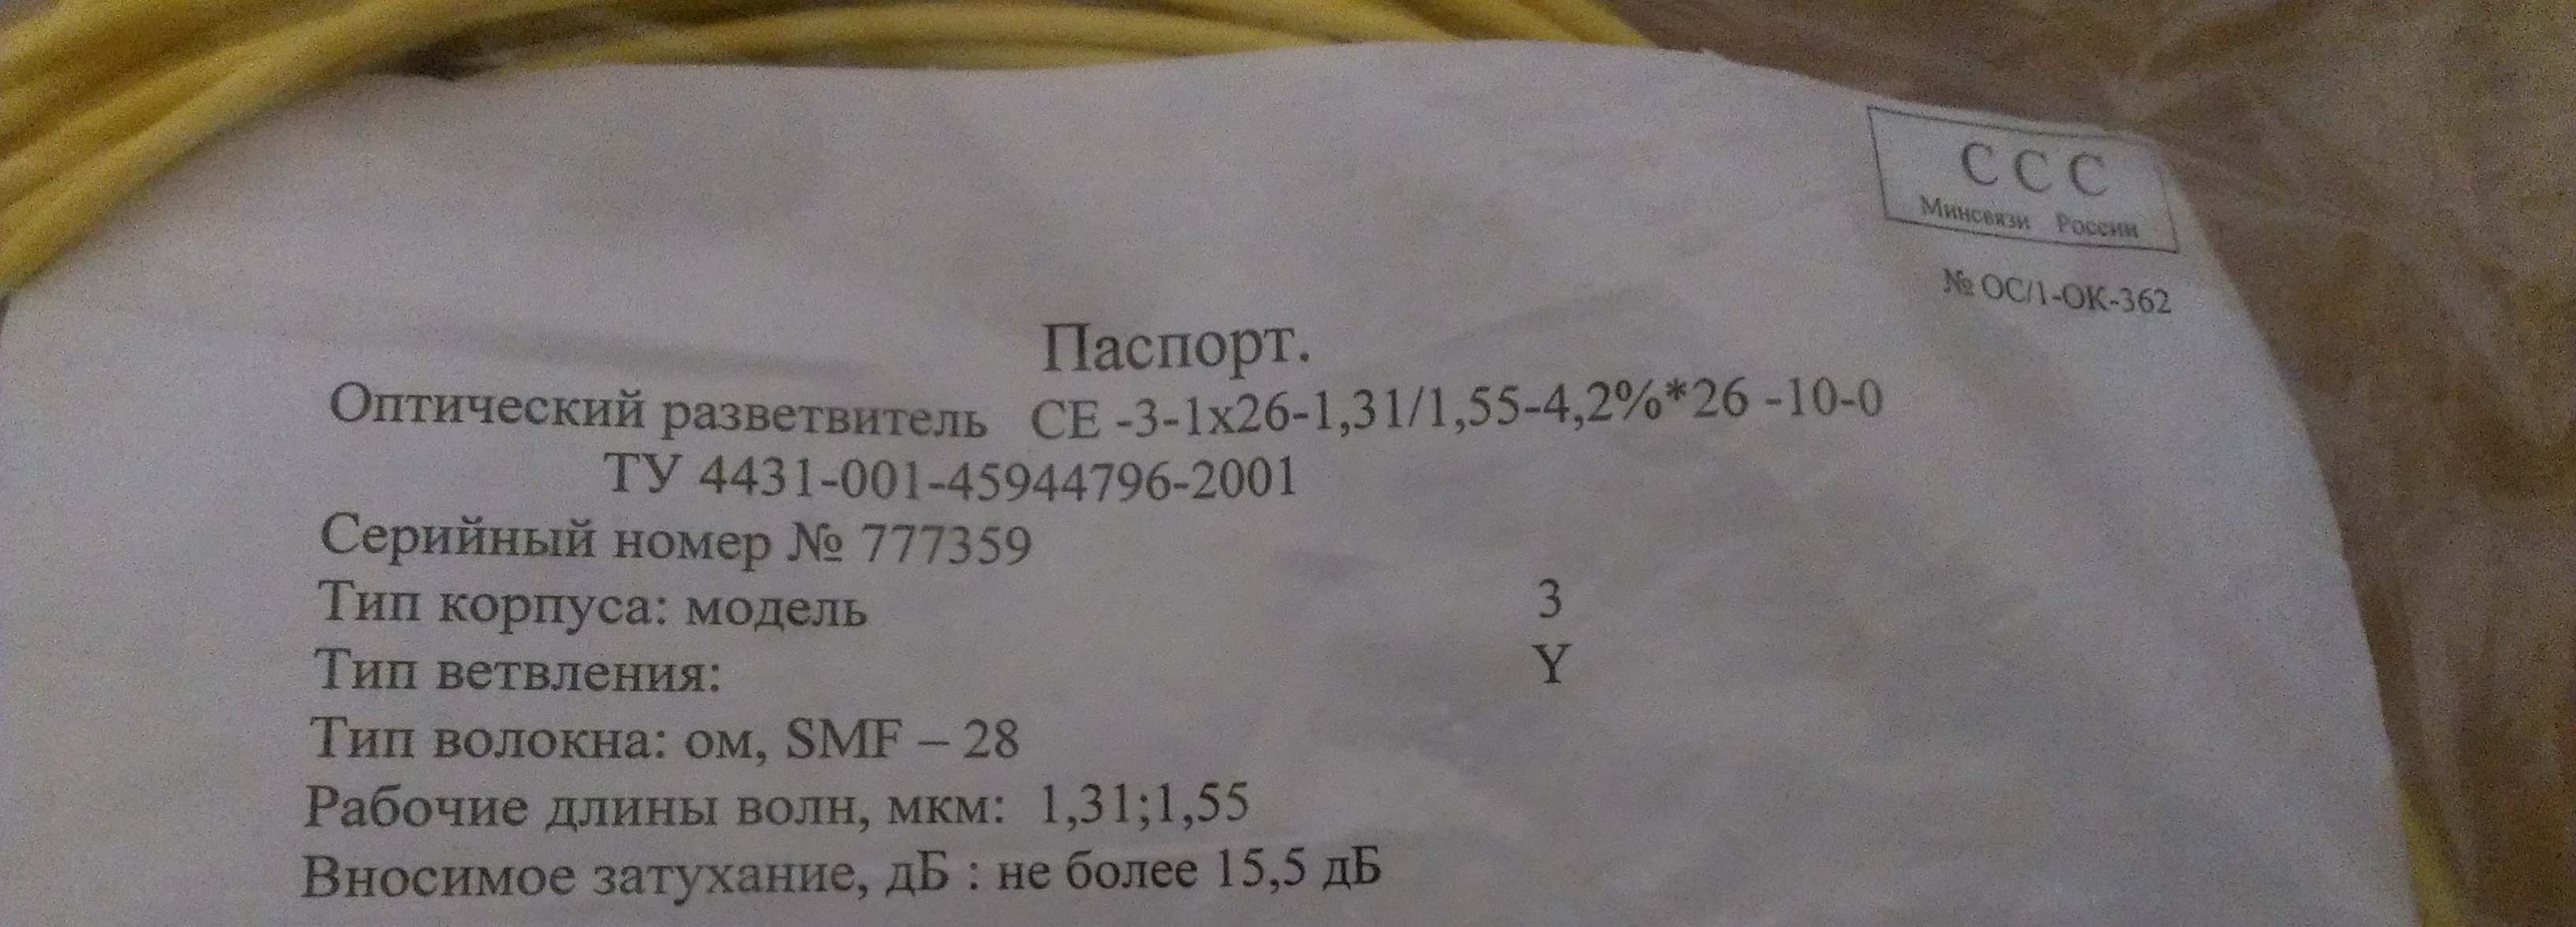 ССС
Минсвязи России
№ ОС/1-ОК-362
Паспорт.
Оптический разветвитель СЕ -3-1х26-1,31/1,55-4,2%*26 -10-0
ТУ 4431-001-45944796-2001
Серийный номер № 777359
Тип корпуса: модель 3
Тип ветвления: Y
Тип волокна: ом, SMF – 28
Рабочие длины волн, мкм: 1,31;1,55
Вносимое затухание, дБ : не более 15,5 дБ